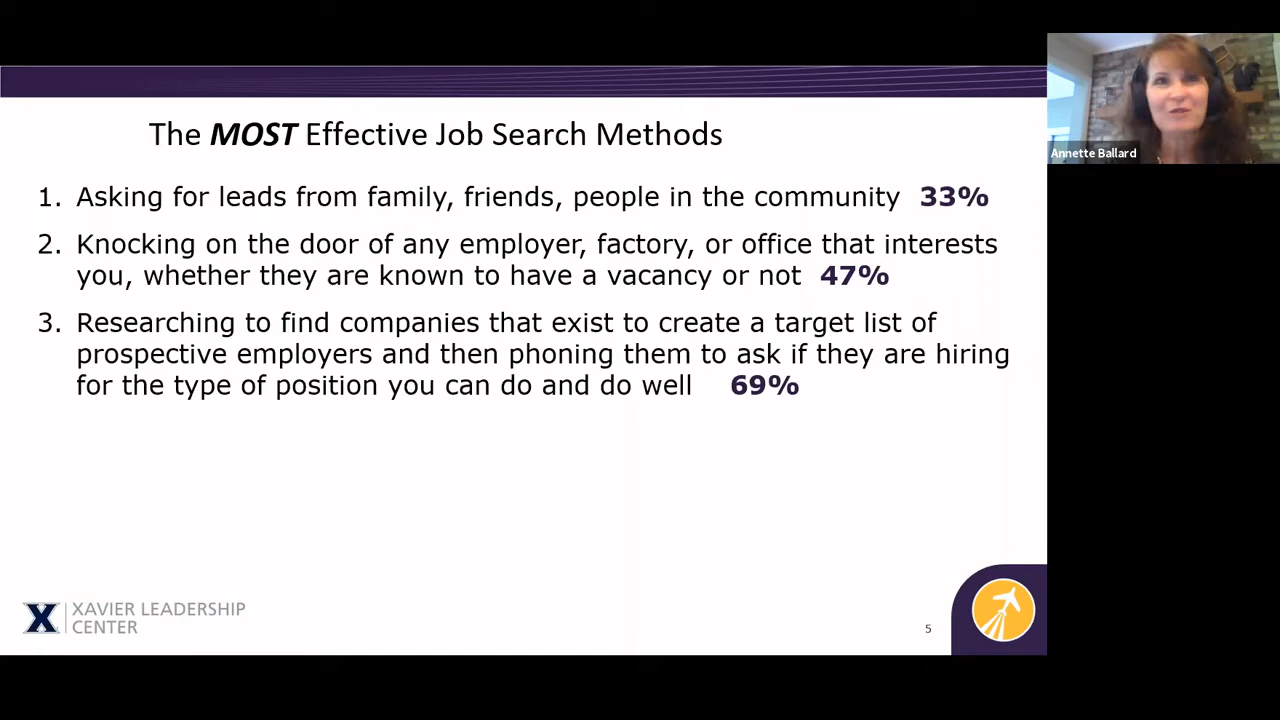 The MOST Effective Job Search Methods
1. Asking for leads from family, friends, people in the community 33%
2. Knocking on the door of any employer, factory, or office that interests
you, whether they are known to have a vacancy or not 47%
3. Researching to find companies that exist to create a target list of
prospective employers and then phoning them to ask if they are hiring
for the type of position you can do and do well 69%
X XAVIER LEADERSHIP
CENTER
5
Annette Ballard